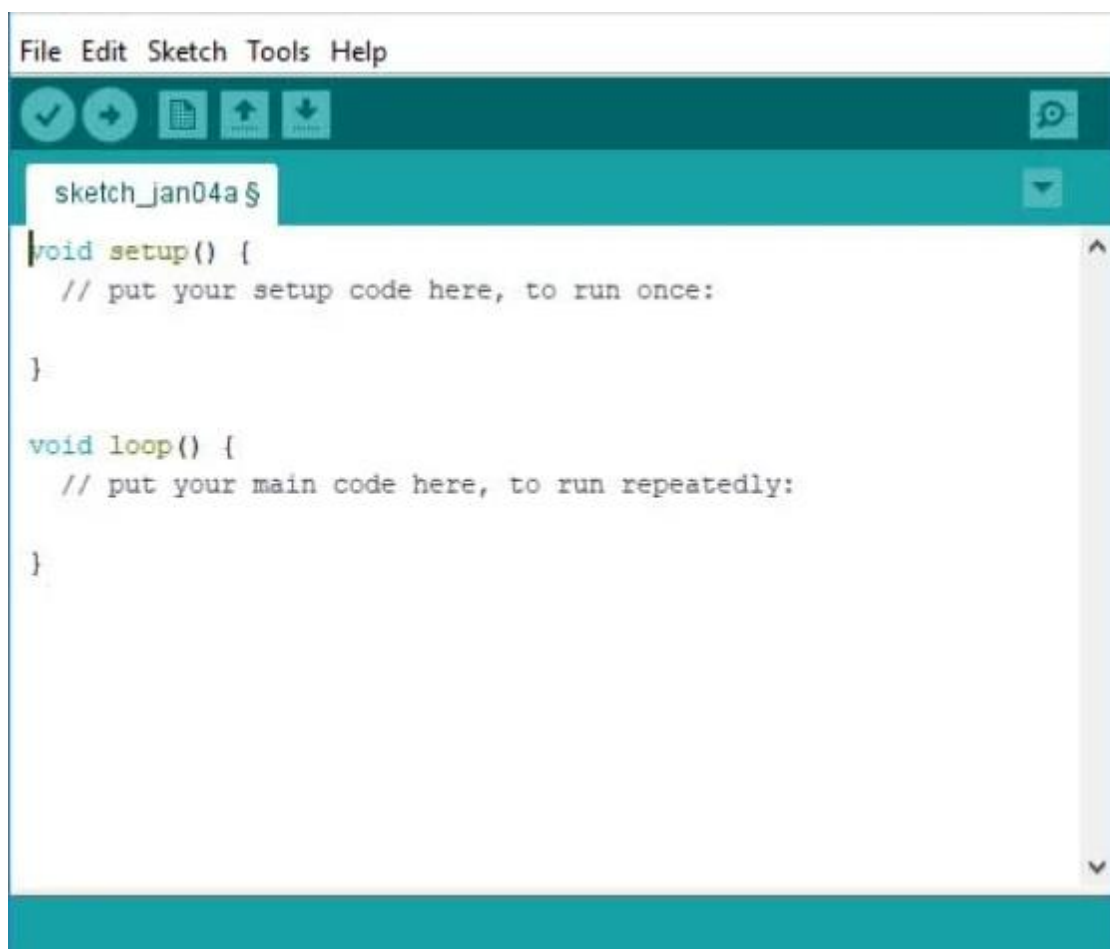 File Edit Sketch Tools Help
sketch_jan04a §
void setup() {
  // put your setup code here, to run once:
}
void loop() {
  // put your main code here, to run repeatedly:
}